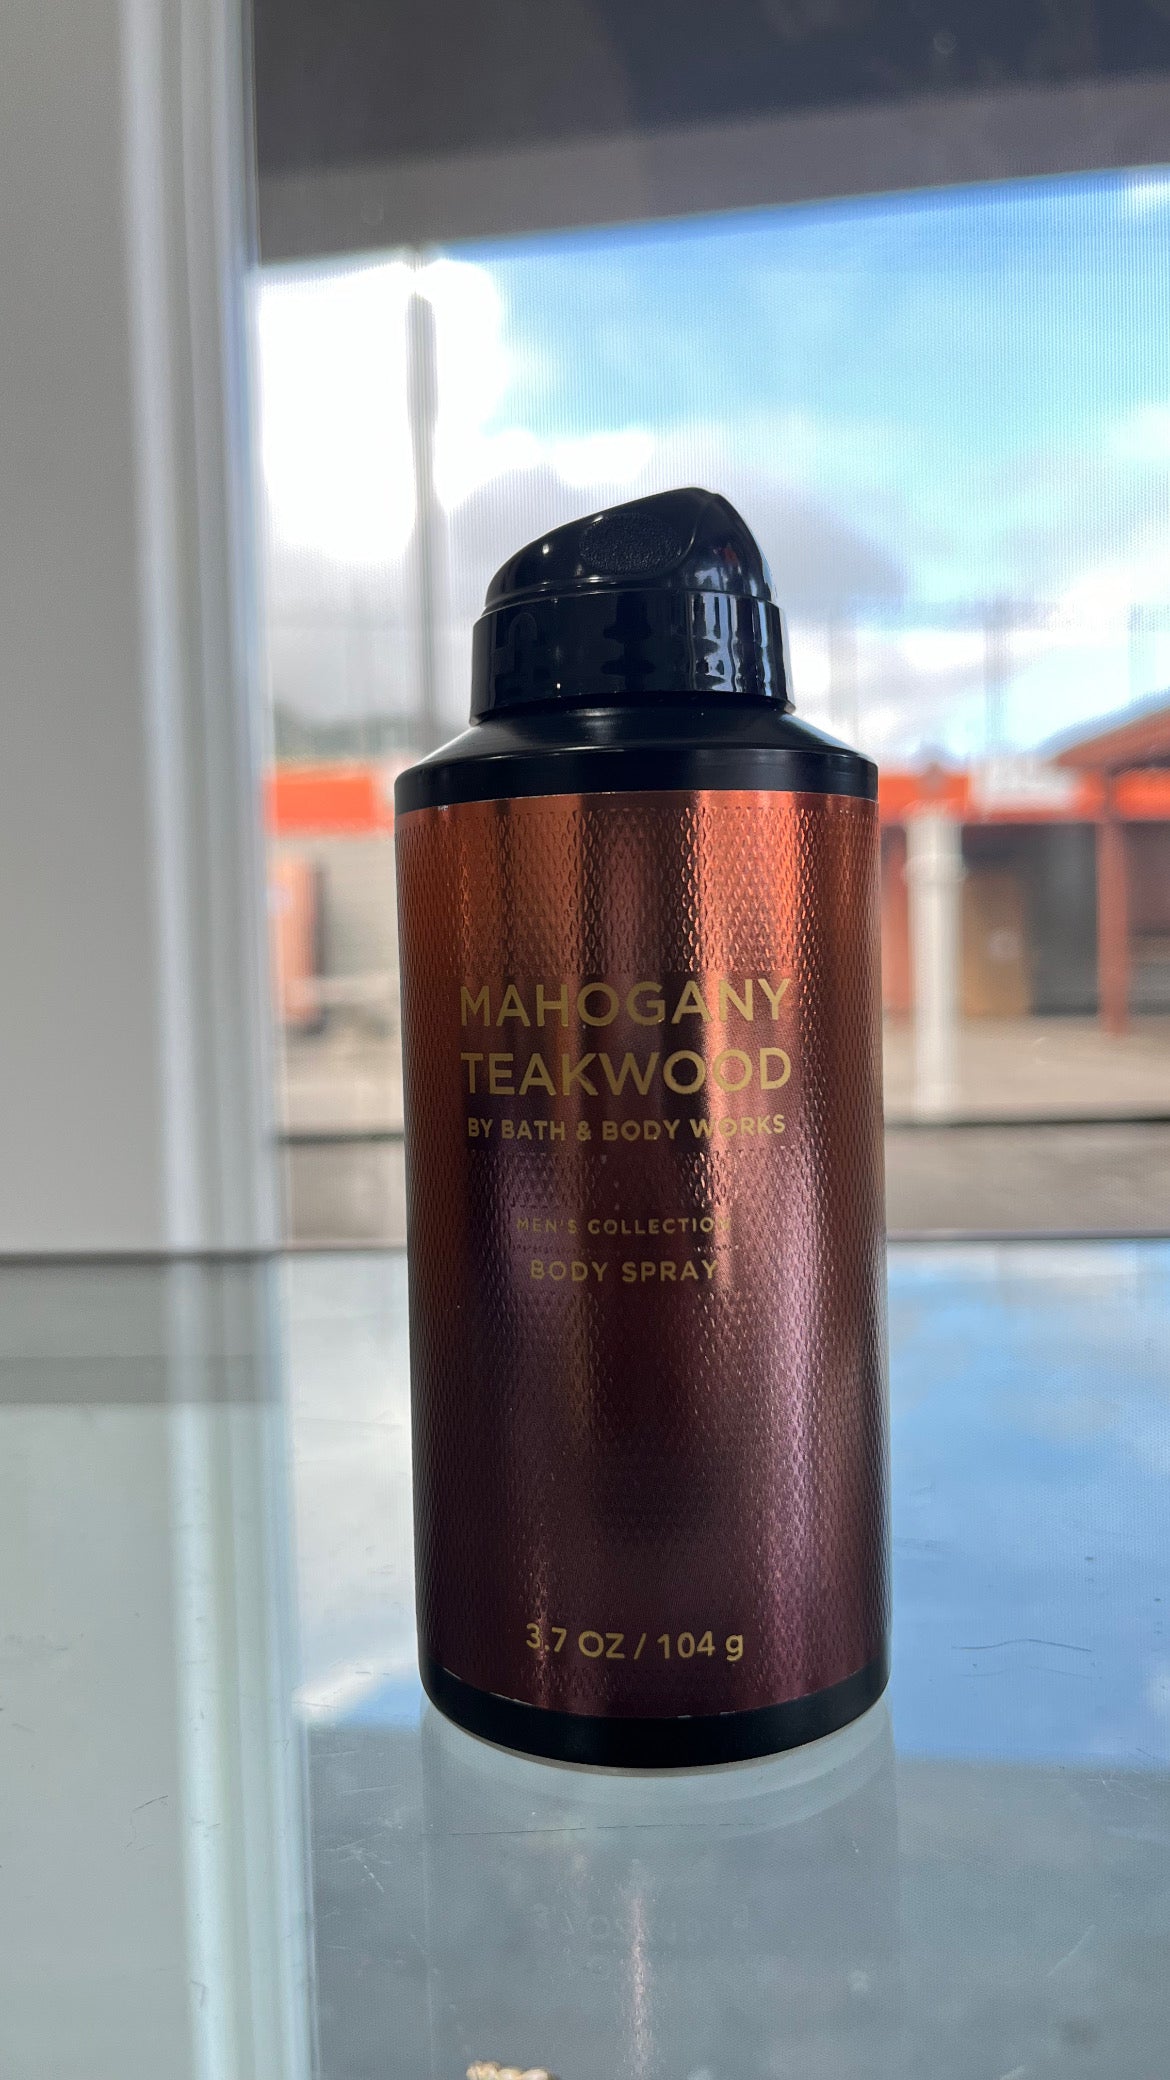 MAHOGANY
TEAKWOOD
BY BATH & BODY WORKS
MEN'S COLLECTION
BODY SPRAY
3.7 OZ / 104 g